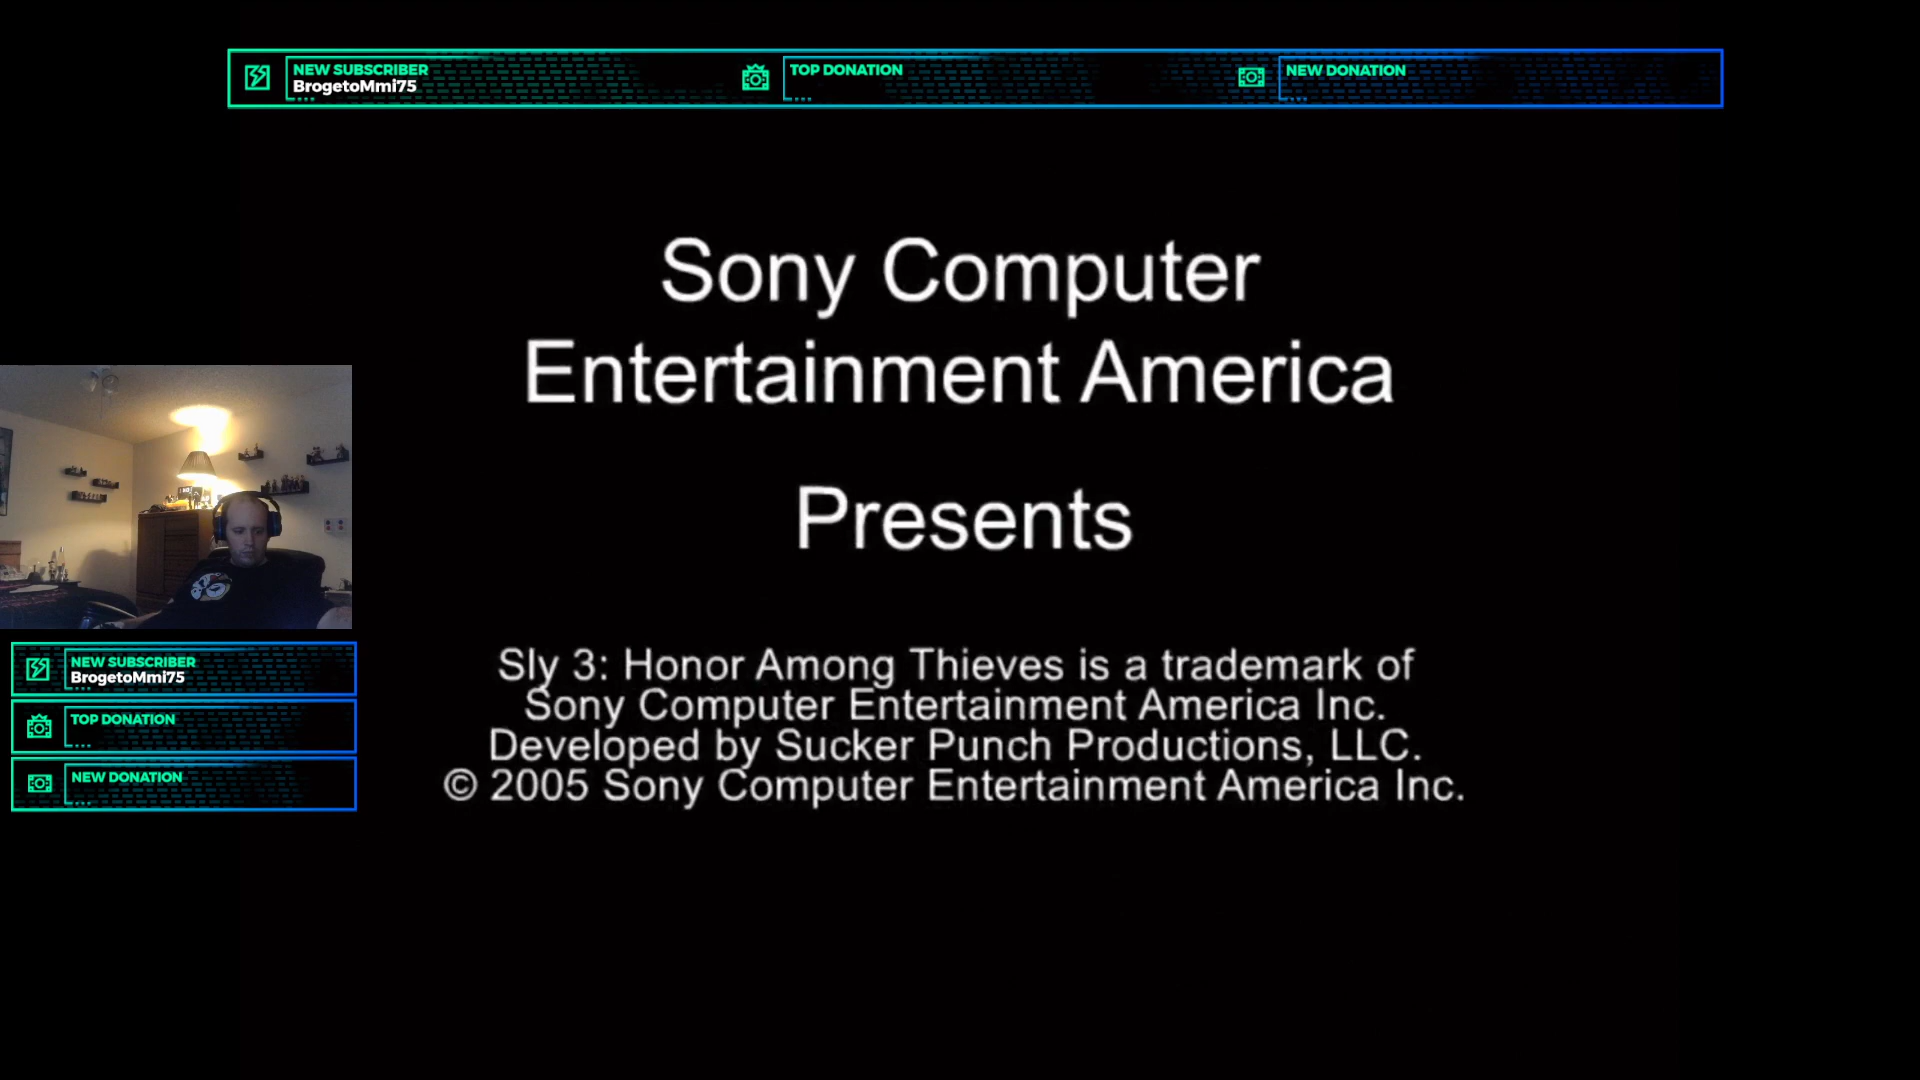 NEW SUBSCRIBER
BrogetoMmi75
TOP DONATION
NEW DONATION
Sony Computer
Entertainment America
Presents
Sly 3: Honor Among Thieves is a trademark of
Sony Computer Entertainment America Inc.
Developed by Sucker Punch Productions, LLC.
© 2005 Sony Computer Entertainment America Inc.
NEW SUBSCRIBER
BrogetoMmi75
TOP DONATION
NEW DONATION